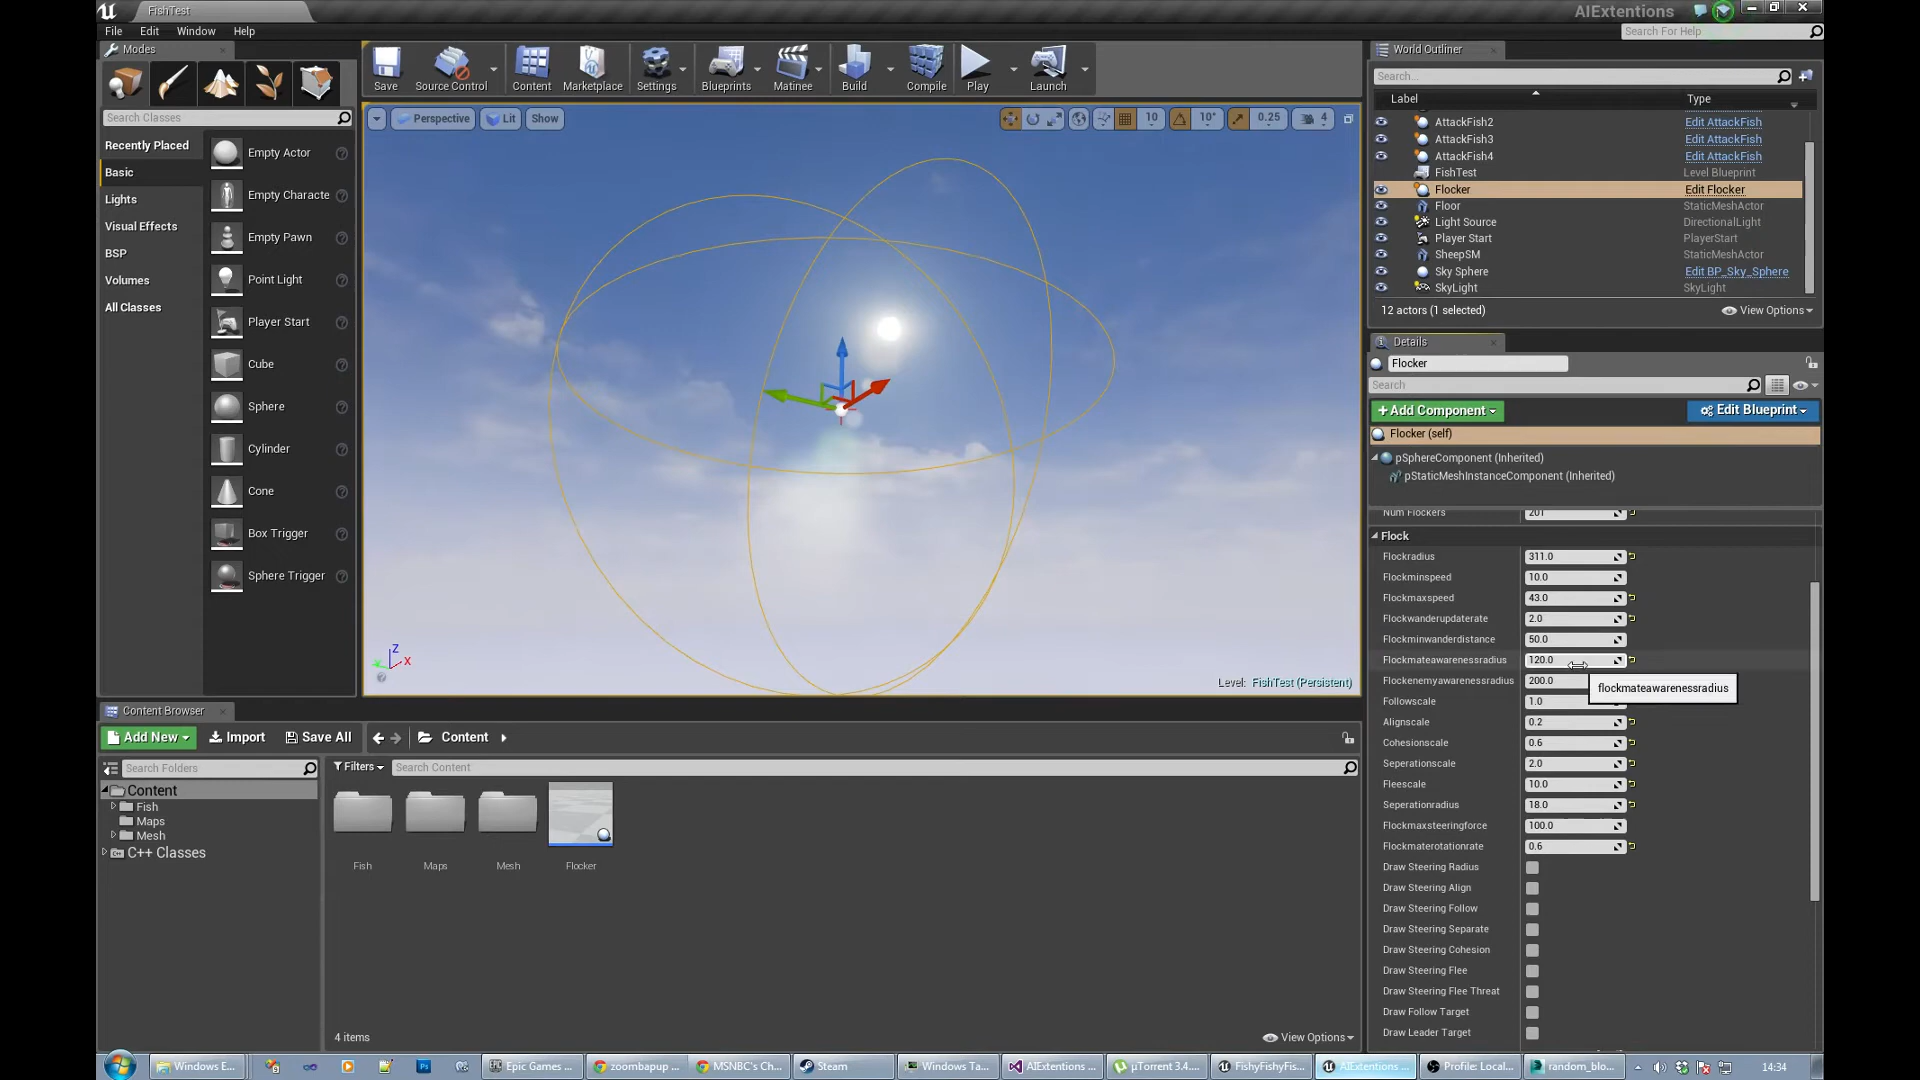 FishTest
AIExtentions
File Edit Window Help
Search For Help
Modes
Search Classes
Recently Placed
Basic
Lights
Visual Effects
BSP
Volumes
All Classes
Empty Actor
Empty Characte
Empty Pawn
Point Light
Player Start
Cube
Sphere
Cylinder
Cone
Box Trigger
Sphere Trigger
Save Source Control Content Marketplace Settings Blueprints Matinee Build Compile Play Launch
Perspective Lit Show 10 10° 0.25 4
Z
X
Level: FishTest (Persistent)
World Outliner
Search...
Label Type
AttackFish2 Edit AttackFish
AttackFish3 Edit AttackFish
AttackFish4 Edit AttackFish
FishTest Level Blueprint
Flocker Edit Flocker
Floor StaticMeshActor
Light Source DirectionalLight
Player Start PlayerStart
SheepSM StaticMeshActor
Sky Sphere Edit BP_Sky_Sphere
SkyLight SkyLight
12 actors (1 selected) View Options
Details
Flocker
Search
+Add Component Edit Blueprint
Flocker (self)
pSphereComponent (Inherited)
pStaticMeshInstanceComponent (Inherited)
Num Flockers 201
Flock
Flockradius 311.0
Flockminspeed 10.0
Flockmaxspeed 43.0
Flockwanderupdaterate 2.0
Flockminwanderdistance 50.0
Flockmateawarenessradius 120.0
Flockenemyawarenessradius 200.0
flockmateawarenessradius
Followscale 1.0
Alignscale 0.2
Cohesionscale 0.6
Seperationscale 2.0
Fleescale 10.0
Seperationradius 18.0
Flockmaxsteeringforce 100.0
Flockmaterotationrate 0.6
Draw Steering Radius
Draw Steering Align
Draw Steering Follow
Draw Steering Separate
Draw Steering Cohesion
Draw Steering Flee
Draw Steering Flee Threat
Draw Follow Target
Draw Leader Target
Content Browser
Add New Import Save All Content
Search Folders
Filters Search Content
Content
Fish
Maps
Mesh
C++ Classes
Fish Maps Mesh Flocker
4 items View Options
Windows E... Epic Games ... zoombapup ... MSNBC's Ch... Steam Windows Ta... AIExtentions ... µTorrent 3.4.... FishyFishyFis... AIExtentions ... Profile: Local... random_blo... 14:34